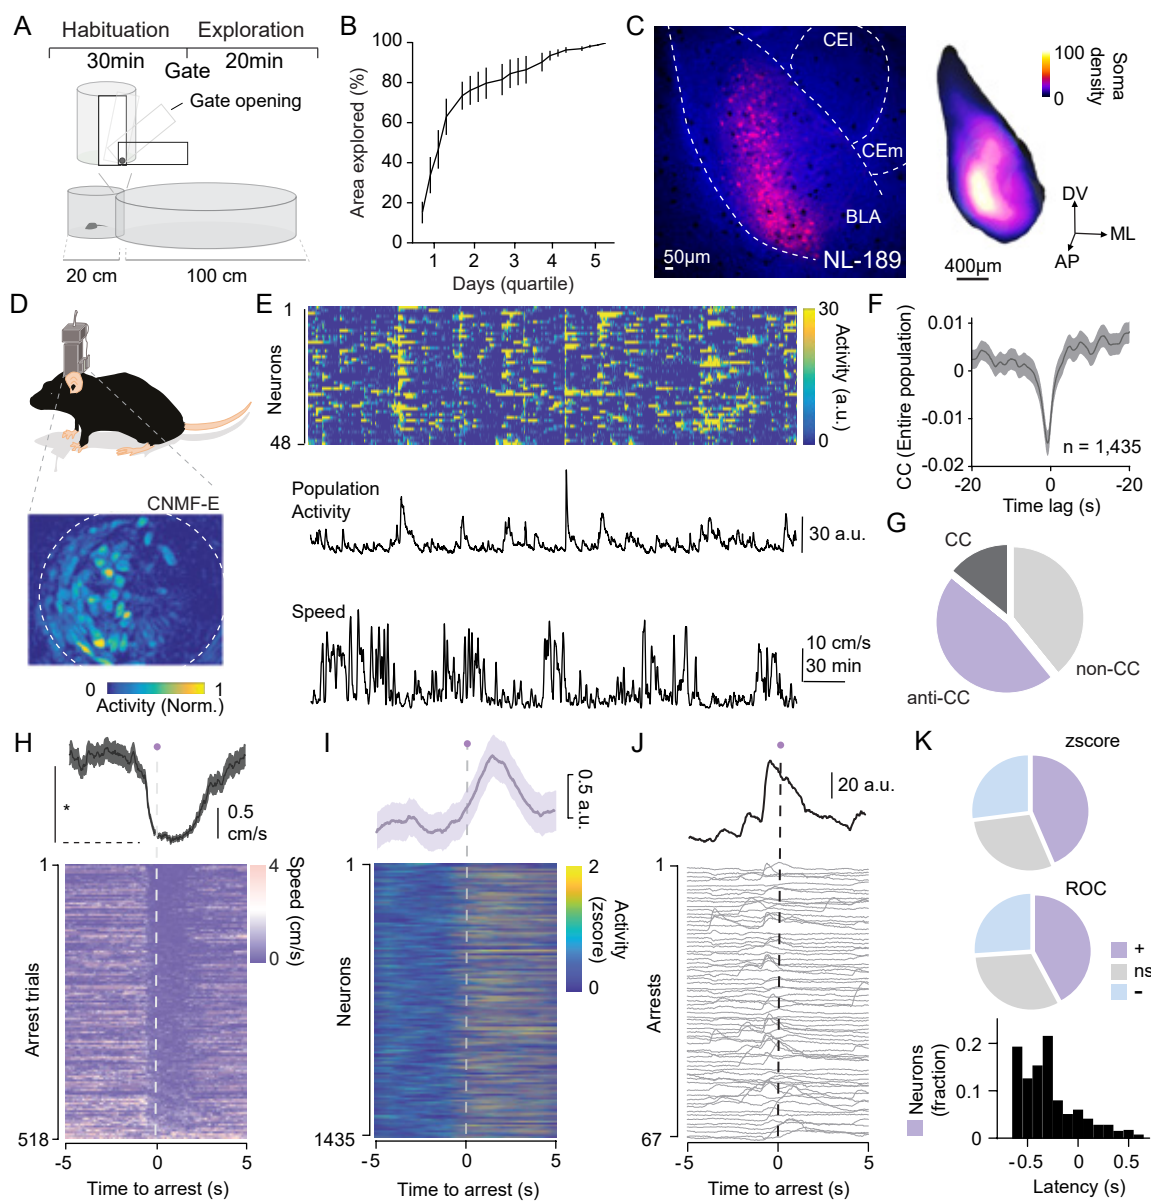 A
Habituation
Exploration
30min
20min
Gate
Gate opening
20 cm
100 cm
B
Area explored (%)
100
80
60
40
20
0
1
2
3
4
5
Days (quartile)
C
CEl
CEm
BLA
50µm
NL-189
100
0
Soma
density
DV
ML
AP
400µm
D
CNMF-E
0
1
Activity (Norm.)
E
1
Neurons
48
30
0
Activity (a.u.)
Population
Activity
30 a.u.
Speed
10 cm/s
30 min
F
CC (Entire population)
0.01
0
-0.01
-0.02
n = 1,435
-20
0
-20
Time lag (s)
G
CC
non-CC
anti-CC
H
*
0.5
cm/s
1
Arrest trials
518
4
0
Speed (cm/s)
-5
0
5
Time to arrest (s)
I
0.5 a.u.
1
Neurons
1435
2
0
Activity
(zscore)
-5
0
5
Time to arrest (s)
J
20 a.u.
1
Arrests
67
-5
0
5
Time to arrest (s)
K
zscore
ROC
+
ns
-
Neurons
(fraction)
0.2
0.1
0
-0.5
0
0.5
Latency (s)